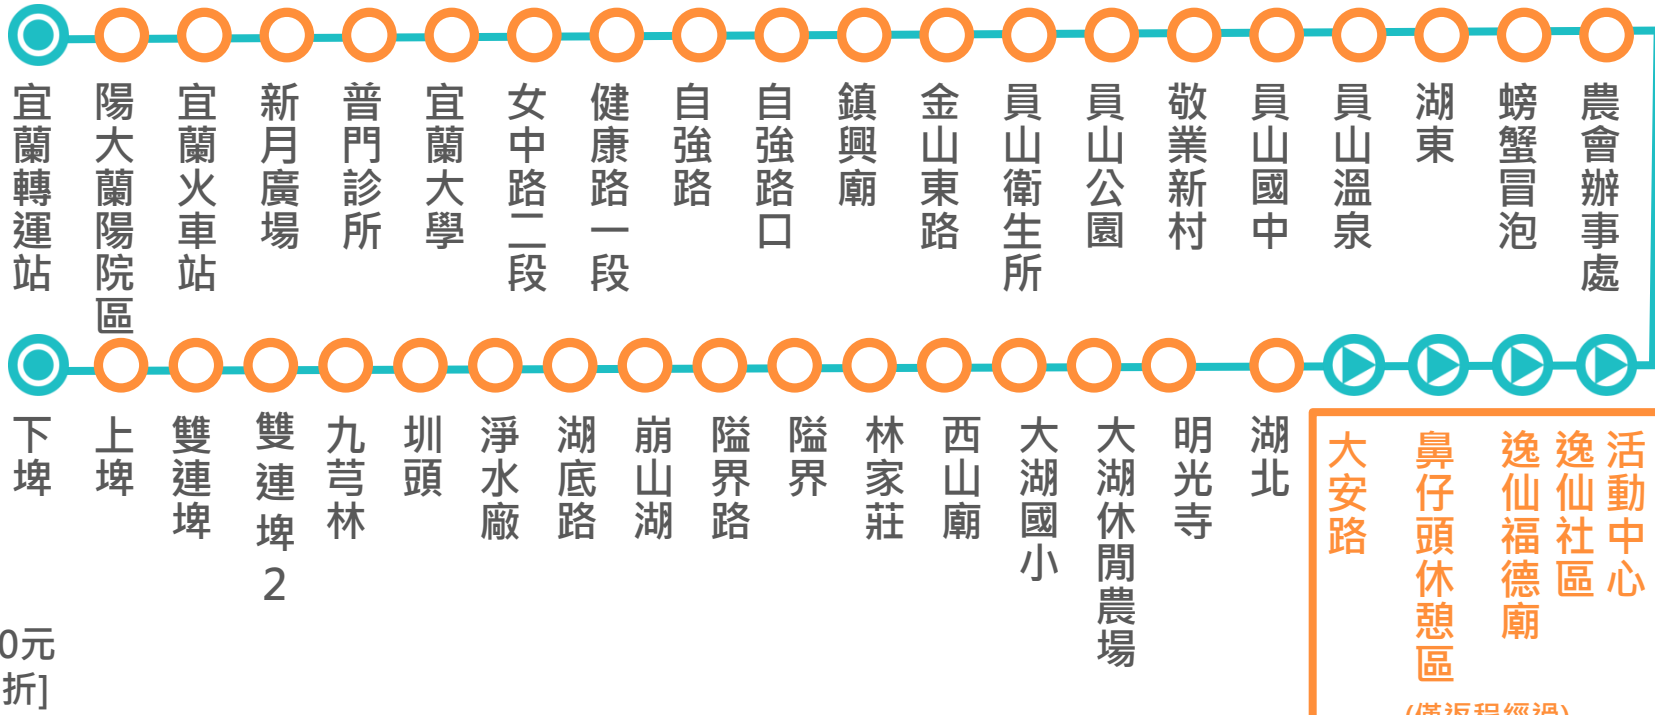 宜蘭轉運站
陽大蘭陽院區
宜蘭火車站
新月廣場
普門診所
宜蘭大學
女中路二段
健康路一段
自強路
自強路口
鎮興廟
金山東路
員山衛生所
員山公園
敬業新村
員山國中
員山溫泉
湖東
螃蟹冒泡
農會辦事處
下埤
上埤
雙連埤
雙連埤2
九芎林
圳頭
淨水廠
湖底路
崩山湖
隘界路
隘界
林家莊
西山廟
大湖國小
大湖休閒農場
明光寺
湖北
大安路
鼻仔頭休憩區
逸仙福德廟
逸仙社區
活動中心
(僅返程經過)
0元
折]